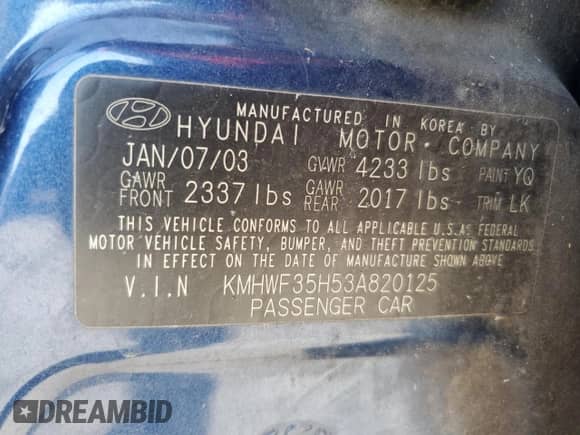 MANUFACTURED IN KOREA BY
HYUNDAI MOTOR COMPANY
JAN/07/03 GVWR 4233 lbs PAINT YQ
GAWR FRONT 2337 lbs GAWR REAR 2017 lbs TRIM LK
THIS VEHICLE CONFORMS TO ALL APPLICABLE U.S.A FEDERAL
MOTOR VEHICLE SAFETY, BUMPER, AND THEFT PREVENTION STANDARDS
IN EFFECT ON THE DATE OF MANUFACTURE SHOWN ABOVE
V.I.N KMHWF35H53A820125
PASSENGER CAR
DREAMBID